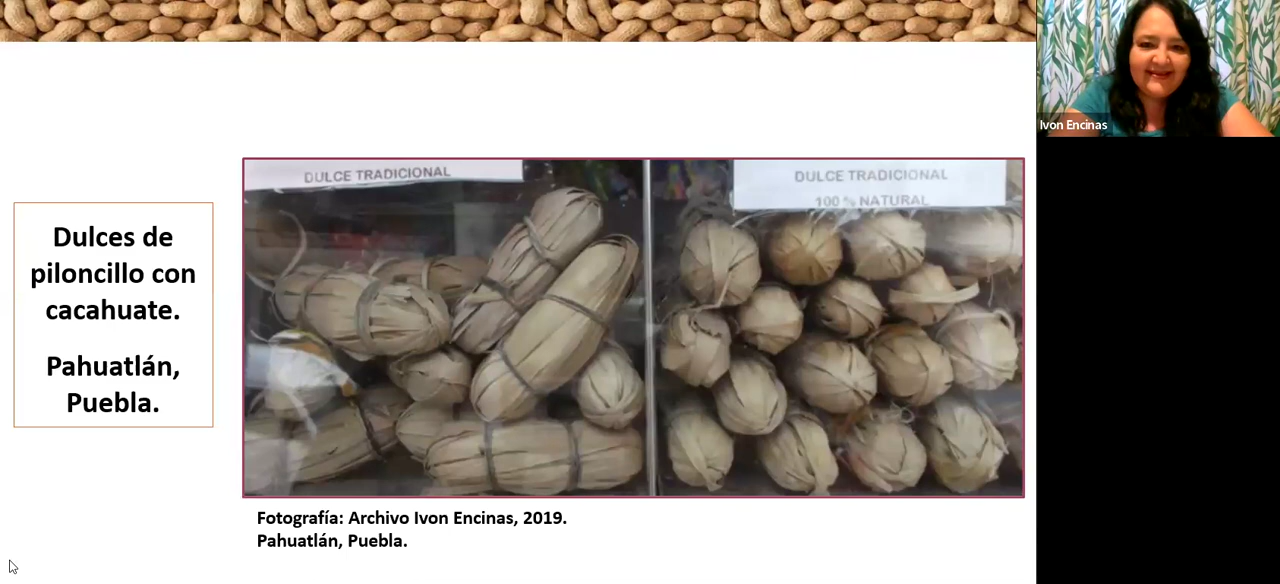 Ivon Encinas
Dulces de
piloncillo con
cacahuate.
Pahuatlán,
Puebla.
DULCE TRADICIONAL
DULCE TRADICIONAL
100 % NATURAL
Fotografía: Archivo Ivon Encinas, 2019.
Pahuatlán, Puebla.